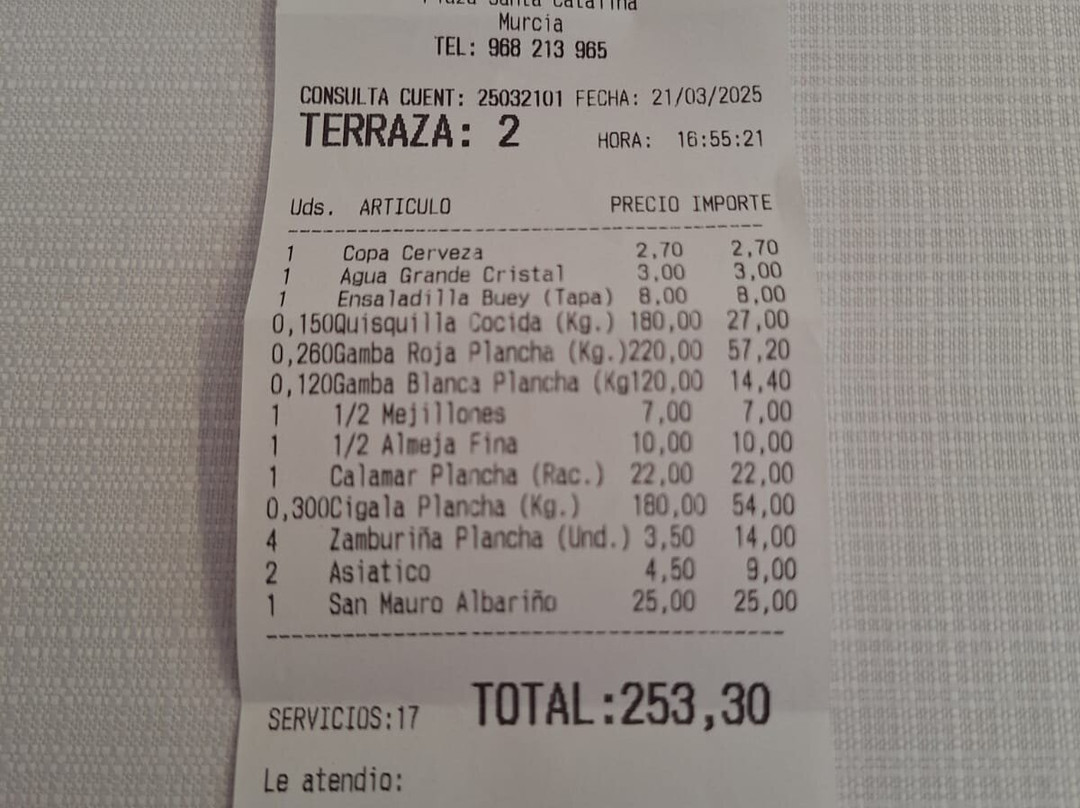 Plaza Santa Catalina
Murcia
TEL: 968 213 965
CONSULTA CUENT: 25032101 FECHA: 21/03/2025
TERRAZA: 2 HORA: 16:55:21
Uds. ARTICULO PRECIO IMPORTE
1 Copa Cerveza 2,70 2,70
1 Agua Grande Cristal 3,00 3,00
1 Ensaladilla Buey (Tapa) 8,00 8,00
0,150Quisquilla Cocida (Kg.) 180,00 27,00
0,260Gamba Roja Plancha (Kg.)220,00 57,20
0,120Gamba Blanca Plancha (Kg120,00 14,40
1 1/2 Mejillones 7,00 7,00
1 1/2 Almeja Fina 10,00 10,00
1 Calamar Plancha (Rac.) 22,00 22,00
0,300Cigala Plancha (Kg.) 180,00 54,00
4 Zamburiña Plancha (Und.) 3,50 14,00
2 Asiatico 4,50 9,00
1 San Mauro Albariño 25,00 25,00
SERVICIOS:17 TOTAL:253,30
Le atendio: